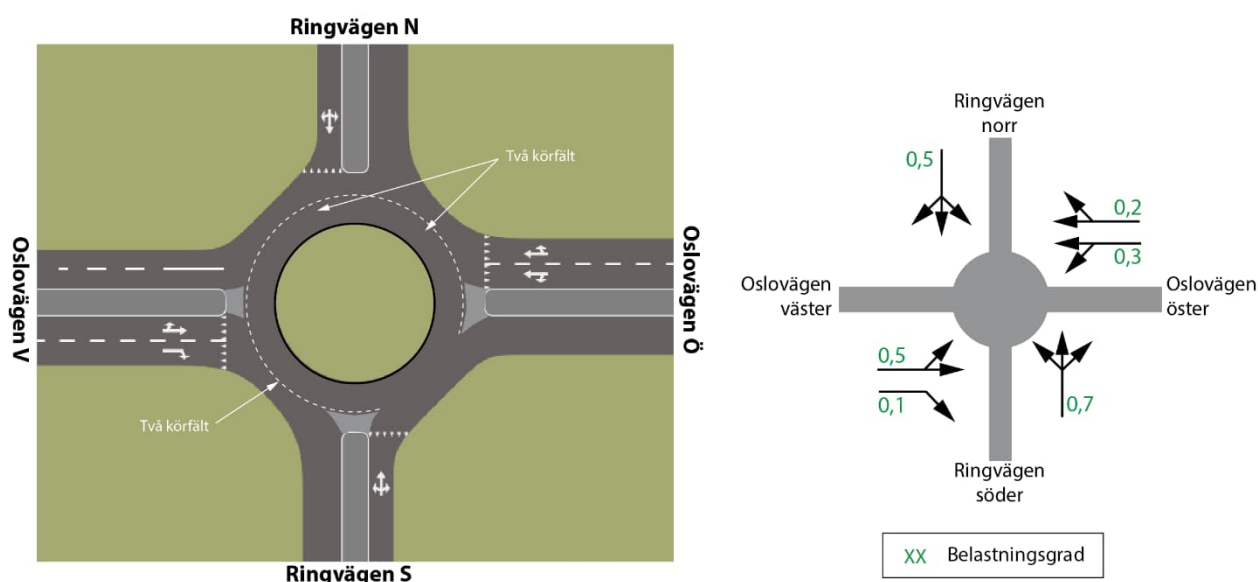 Ringvägen N
Två körfält
Oslovägen V
Oslovägen Ö
Två körfält
Ringvägen S
Ringvägen
norr
0,5
0,2
0,3
Oslovägen
väster
Oslovägen
öster
0,5
0,1
0,7
Ringvägen
söder
XX Belastningsgrad